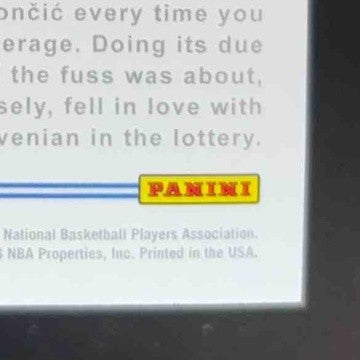 ončić every time you
erage. Doing its due
the fuss was about,
sely, fell in love with
venian in the lottery.
PANINI
National Basketball Players Association.
NBA Properties, Inc. Printed in the USA.